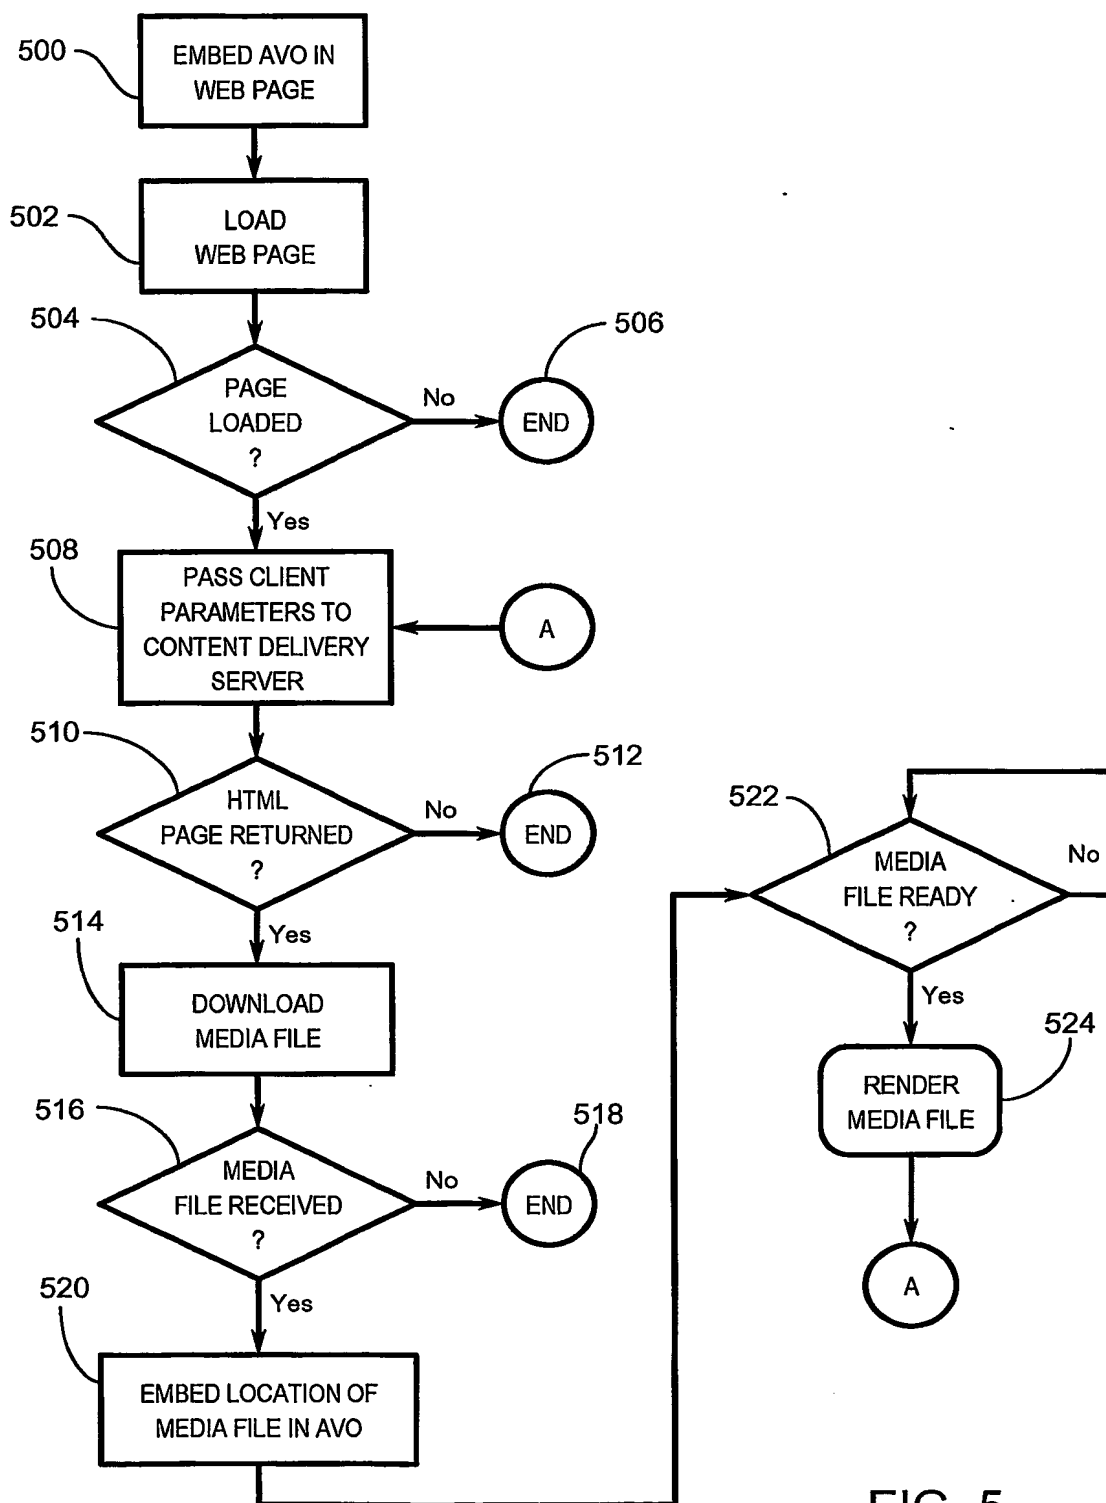 500
EMBED AVO IN
WEB PAGE
502
LOAD
WEB PAGE
504
PAGE
LOADED
?
No
506
END
Yes
508
PASS CLIENT
PARAMETERS TO
CONTENT DELIVERY
SERVER
A
510
HTML
PAGE RETURNED
?
No
512
END
Yes
514
DOWNLOAD
MEDIA FILE
516
MEDIA
FILE RECEIVED
?
No
518
END
Yes
520
EMBED LOCATION OF
MEDIA FILE IN AVO
522
MEDIA
FILE READY
?
No
Yes
524
RENDER
MEDIA FILE
A
FIG. 5